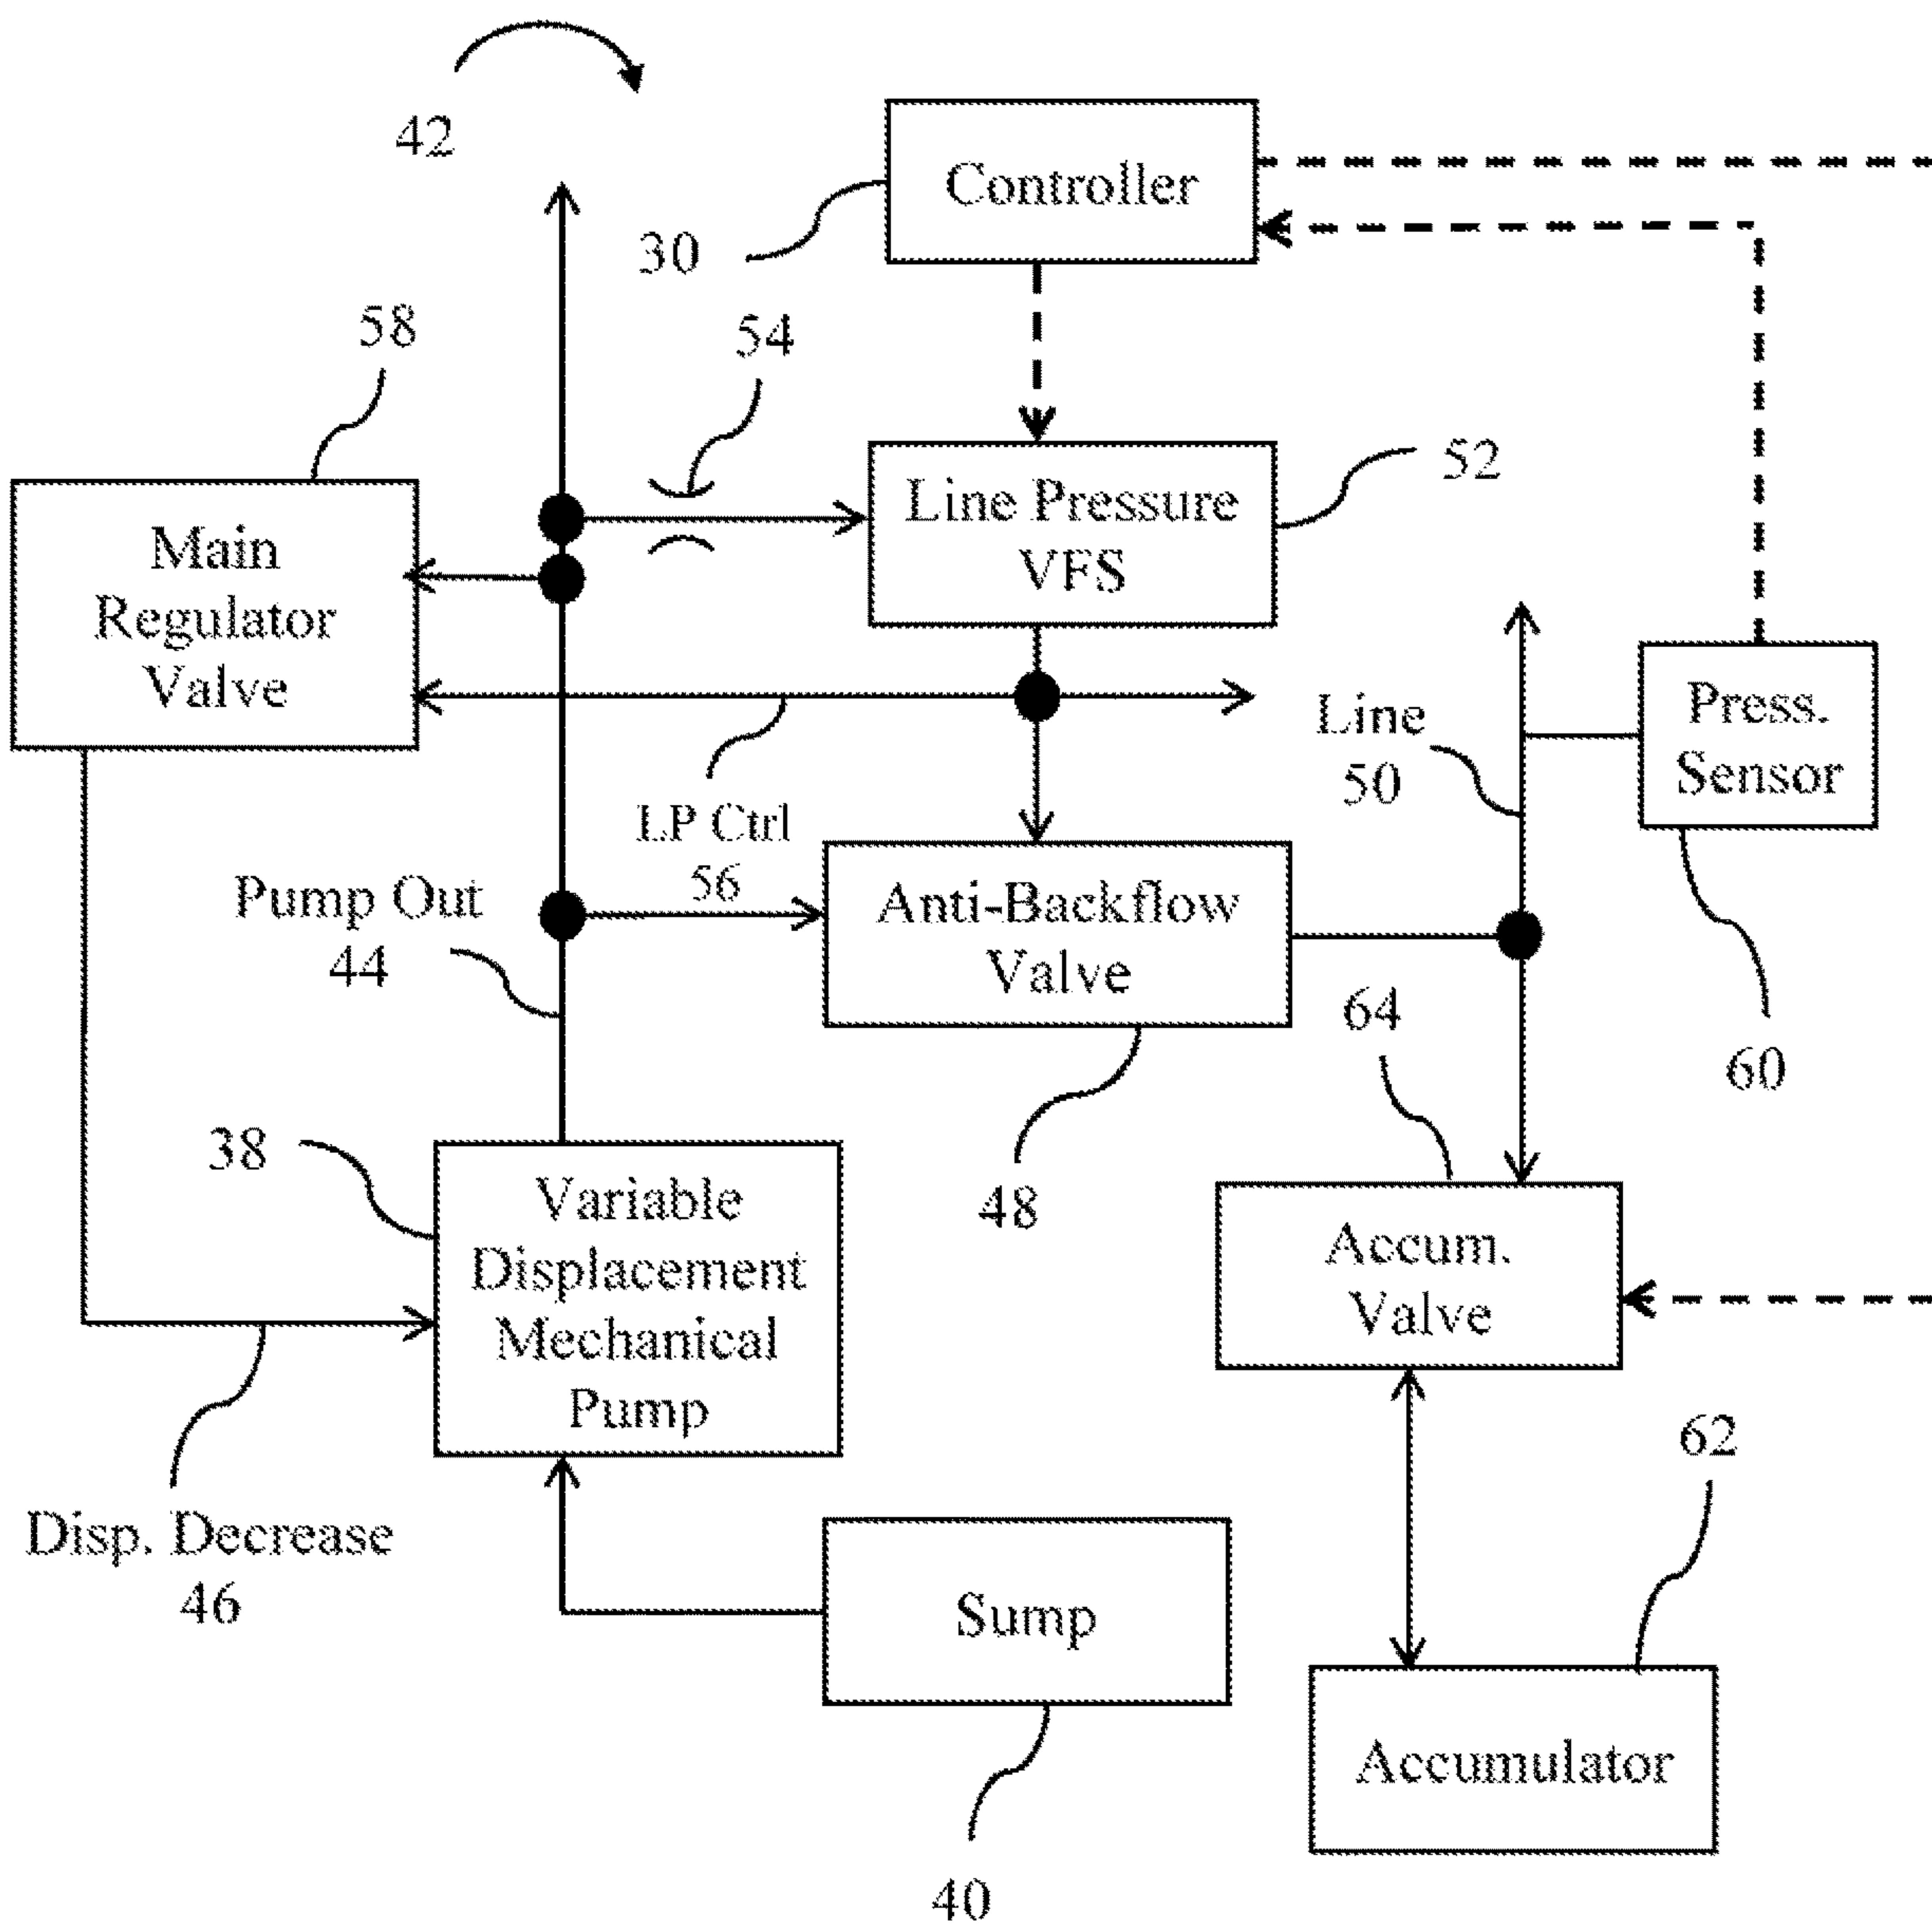 42
Controller
30
58
54
52
Line Pressure
VFS
Main
Regulator
Valve
Line
50
Press.
Sensor
LP Ctrl
56
Pump Out
44
Anti-Backflow
Valve
64
60
38
48
Variable
Displacement
Mechanical
Pump
Accum.
Valve
62
Disp. Decrease
46
Sump
Accumulator
40